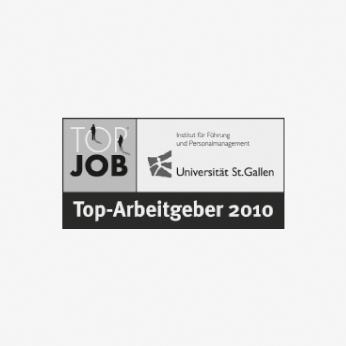 TOP
JOB
Institut für Führung
und Personalmanagement
Universität St.Gallen
Top-Arbeitgeber 2010